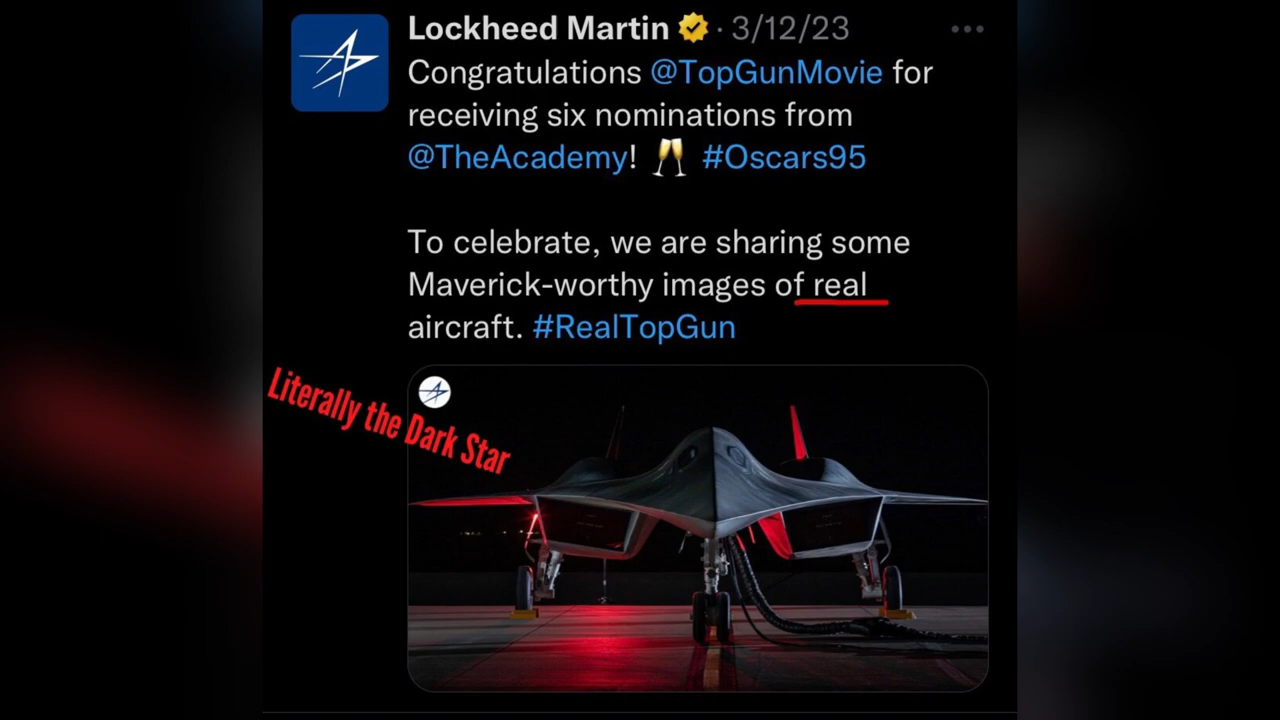 Lockheed Martin · 3/12/23
Congratulations @TopGunMovie for
receiving six nominations from
@TheAcademy! 🥂 #Oscars95
To celebrate, we are sharing some
Maverick-worthy images of real
aircraft. #RealTopGun
Literally the Dark Star